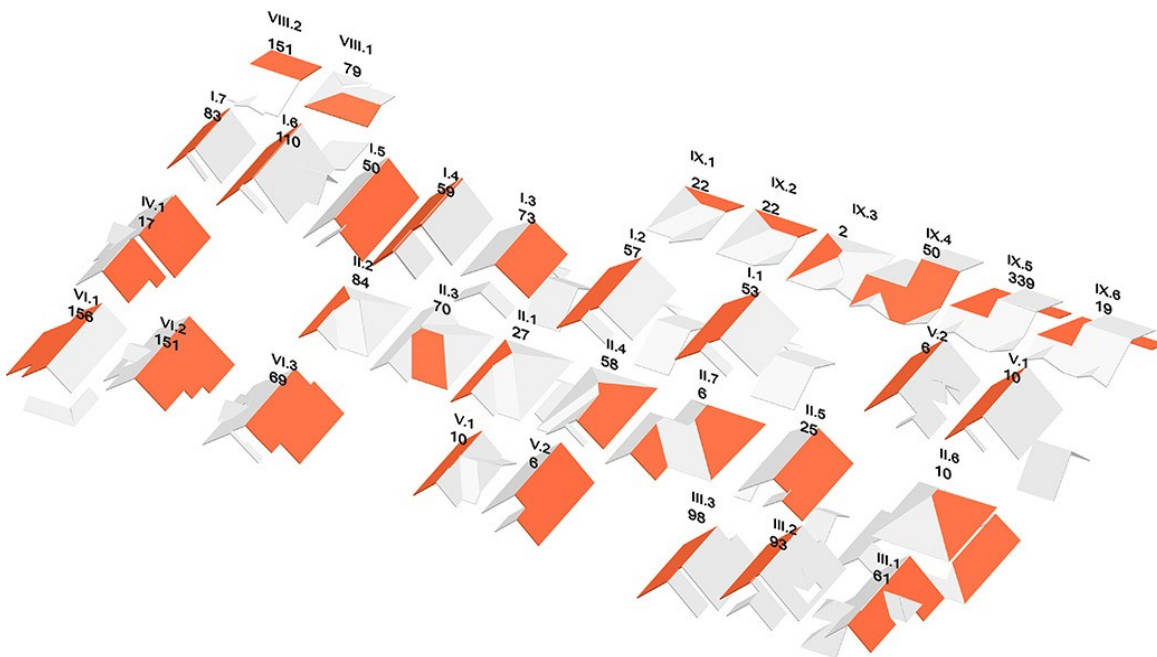 VIII.2
151
VIII.1
79
I.7
83
I.6
110
I.5
50
I.4
59
I.3
73
I.2
57
I.1
53
IX.1
22
IX.2
22
IX.3
2
IX.4
50
IX.5
339
IX.6
19
IV.1
17
II.2
84
II.3
70
II.1
27
II.4
58
II.7
6
II.5
25
II.6
10
V.2
6
V.1
10
VI.1
156
VI.2
151
VI.3
69
V.1
10
V.2
6
III.3
98
III.2
93
III.1
61